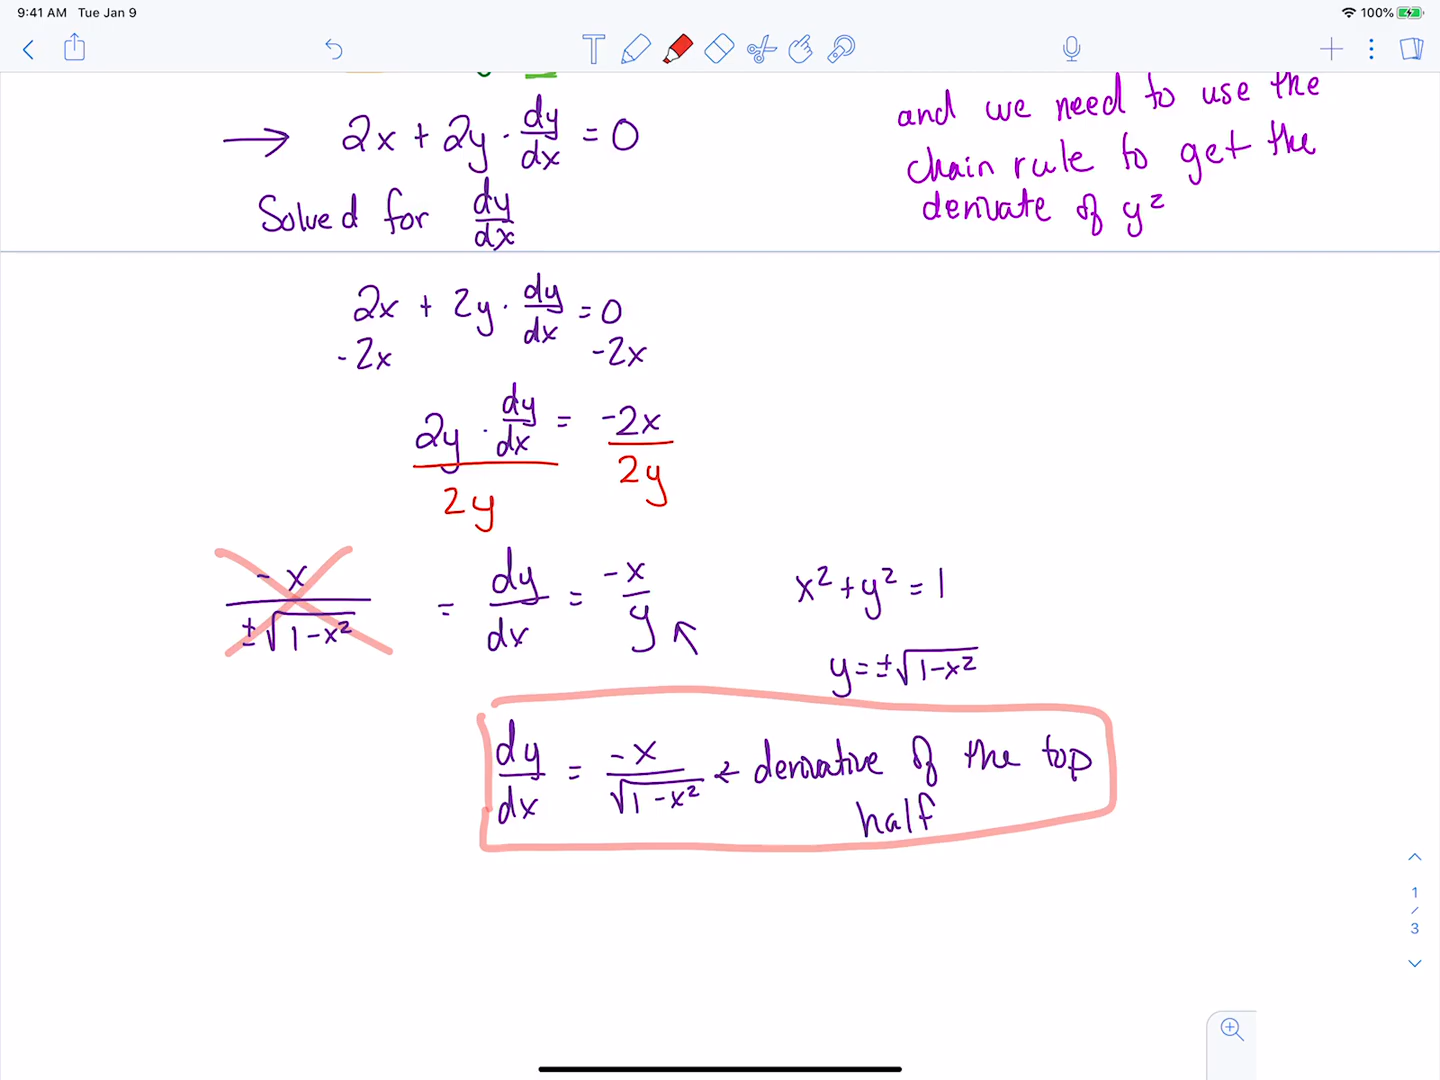 9:41 AM Tue Jan 9 100%
and we need to use the
→ 2x + 2y · dy/dx = 0
chain rule to get the
derivate of y²
Solved for dy/dx
2x + 2y · dy/dx = 0
-2x -2x
2y · dy/dx = -2x
2y 2y
-x/±√1-x² = dy/dx = -x/y
x² + y² = 1
y = ±√1-x²
dy/dx = -x/√1-x² ← derivative of the top
half
1
/
3